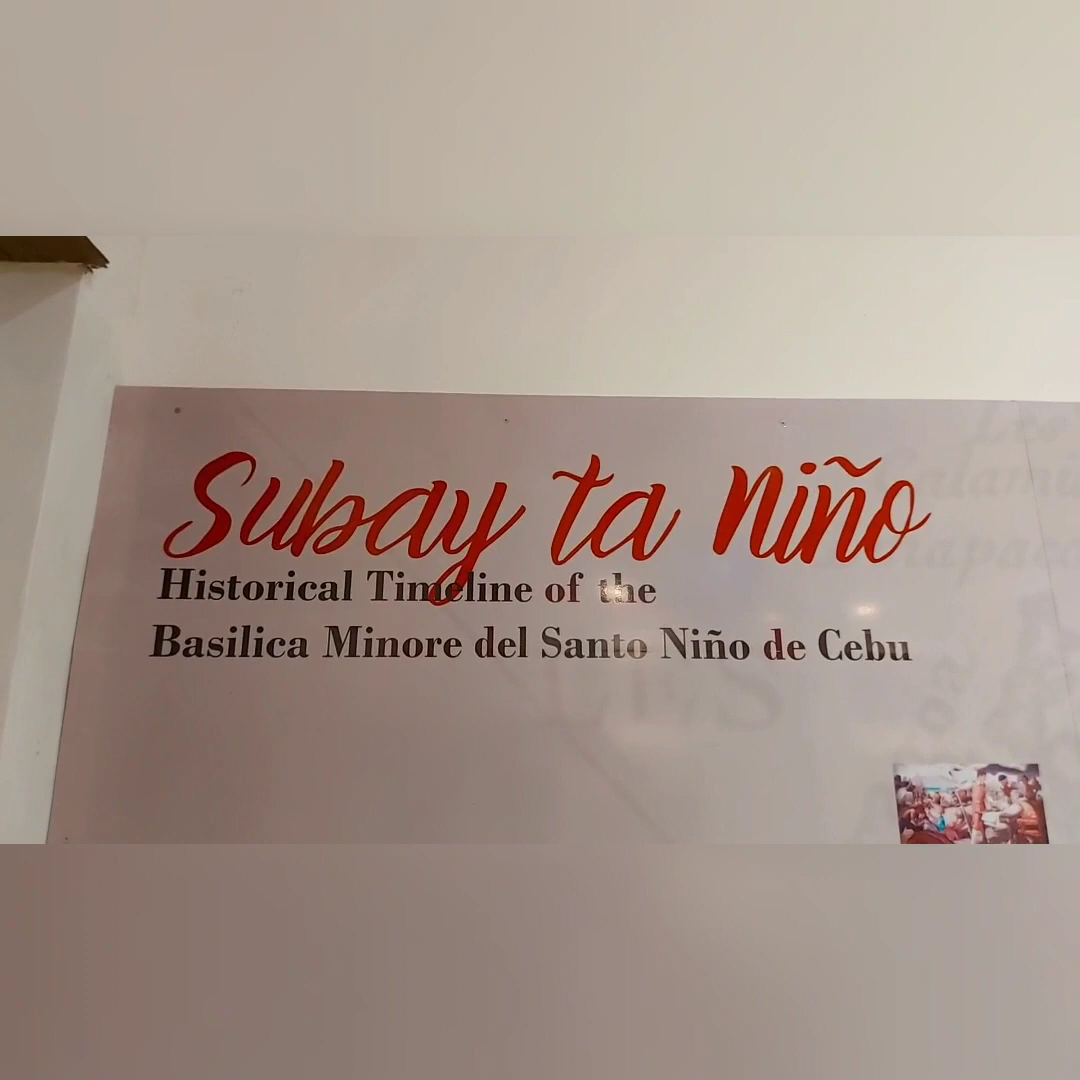 Subay ta Niño
Historical Timeline of the
Basilica Minore del Santo Niño de Cebu